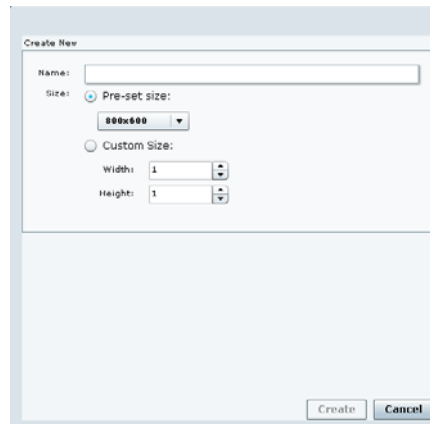 Create New
Name:
Size: Pre-set size:
800x600
Custom Size:
Width: 1
Height: 1
Create Cancel